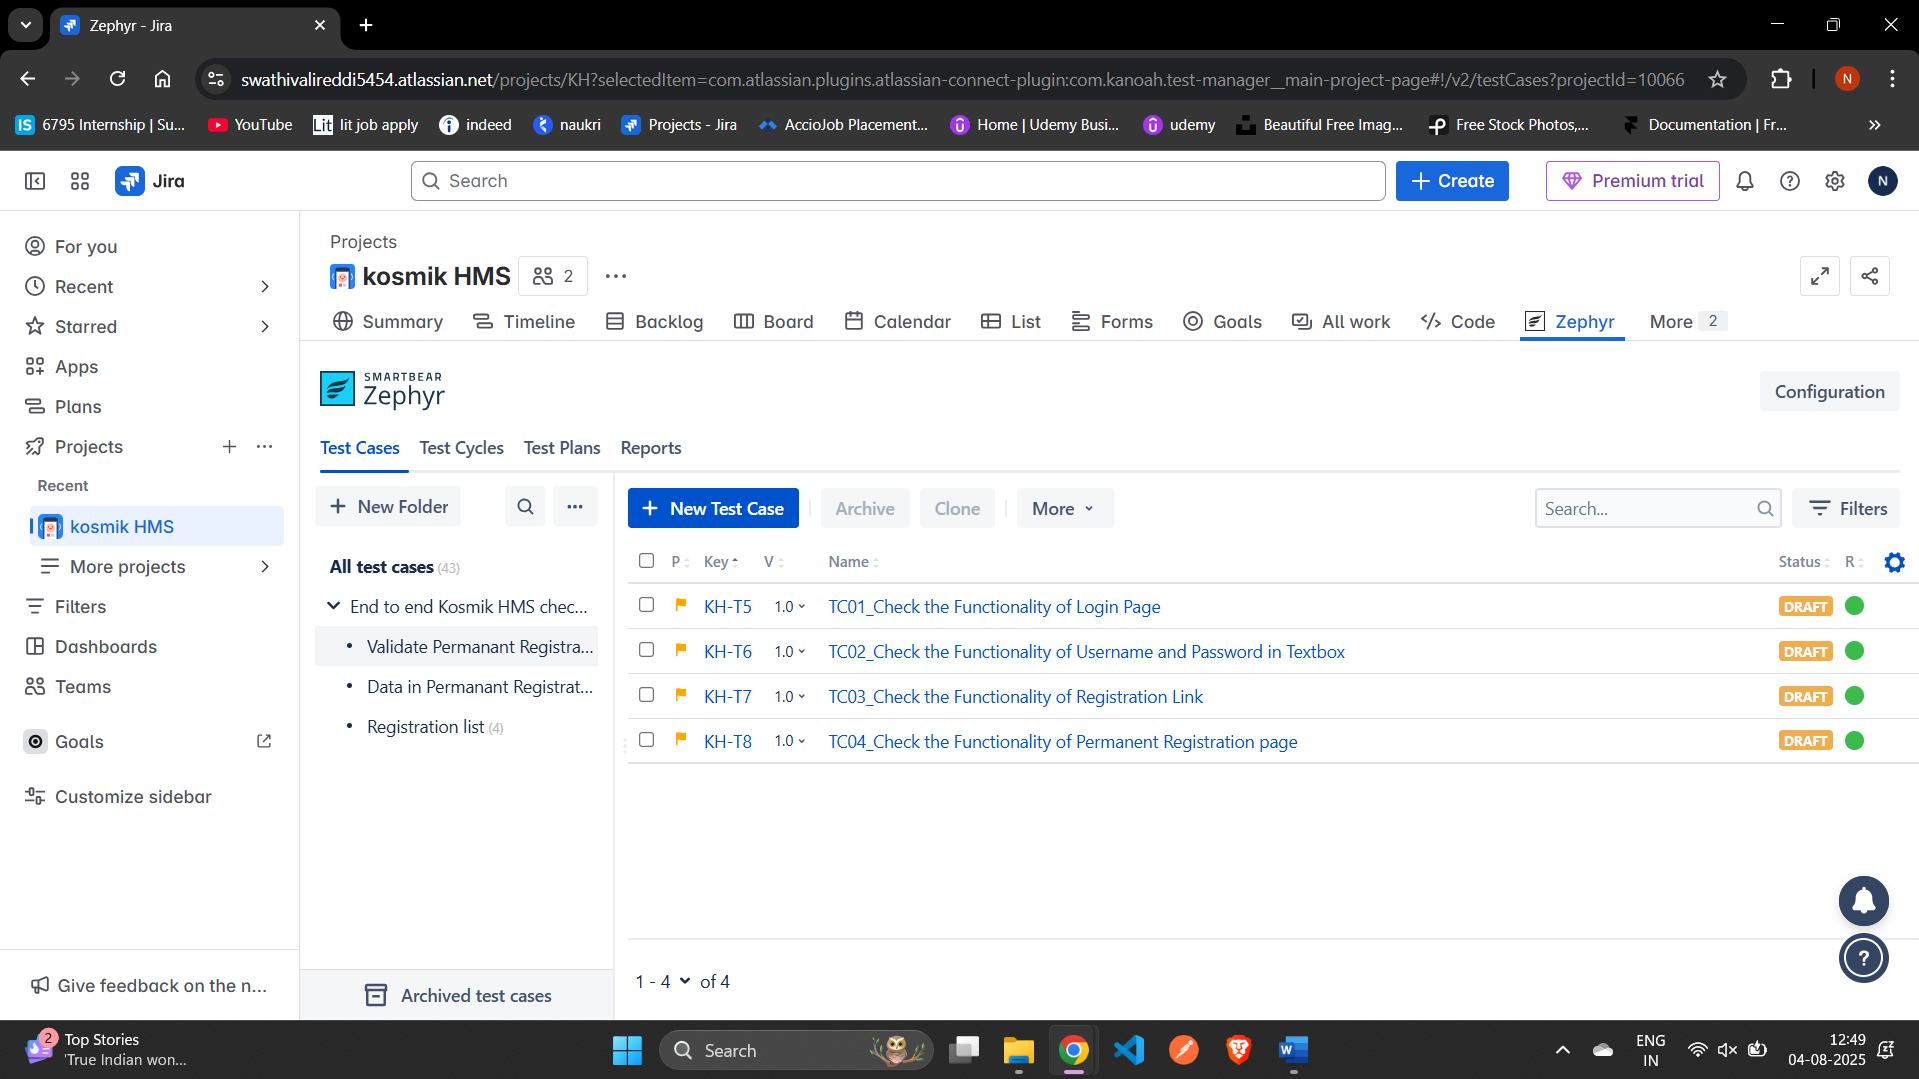 Zephyr - Jira
swathivalireddi5454.atlassian.net/projects/KH?selectedItem=com.atlassian.plugins.atlassian-connect-plugin:com.kanoah.test-manager__main-project-page#!/v2/testCases?projectId=10066
N
IS 6795 Internship | Su...
YouTube
Lit lit job apply
indeed
naukri
Projects - Jira
AccioJob Placement...
Home | Udemy Busi...
udemy
Beautiful Free Imag...
Free Stock Photos,...
Documentation | Fr...
Jira
Search
Create
Premium trial
N
For you
Recent
Starred
Apps
Plans
Projects
Recent
kosmik HMS
More projects
Filters
Dashboards
Teams
Goals
Customize sidebar
Give feedback on the n...
Projects
kosmik HMS
2
Summary
Timeline
Backlog
Board
Calendar
List
Forms
Goals
All work
Code
Zephyr
More 2
SMARTBEAR
Zephyr
Configuration
Test Cases
Test Cycles
Test Plans
Reports
New Folder
All test cases (43)
End to end Kosmik HMS chec...
Validate Permanant Registra...
Data in Permanant Registrat...
Registration list (4)
Archived test cases
New Test Case
Archive
Clone
More
Search...
Filters
P Key V Name Status R
KH-T5 1.0 TC01_Check the Functionality of Login Page DRAFT
KH-T6 1.0 TC02_Check the Functionality of Username and Password in Textbox DRAFT
KH-T7 1.0 TC03_Check the Functionality of Registration Link DRAFT
KH-T8 1.0 TC04_Check the Functionality of Permanent Registration page DRAFT
1 - 4 of 4
2
Top Stories
'True Indian won...
Search
ENG
IN
12:49
04-08-2025